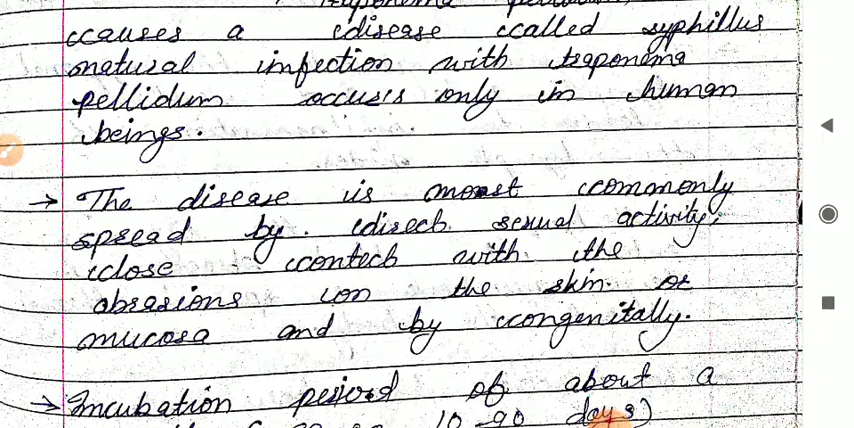 causes a disease called syphillus
natural infection with traponema
pellidum occurs only in human
beings.
→ The disease is most commonly
spread by. direct sexual activity,
close contect with the
abrasions on the skin or
mucosa and by congenitally.
→ Incubation period of about a
10-90 days)